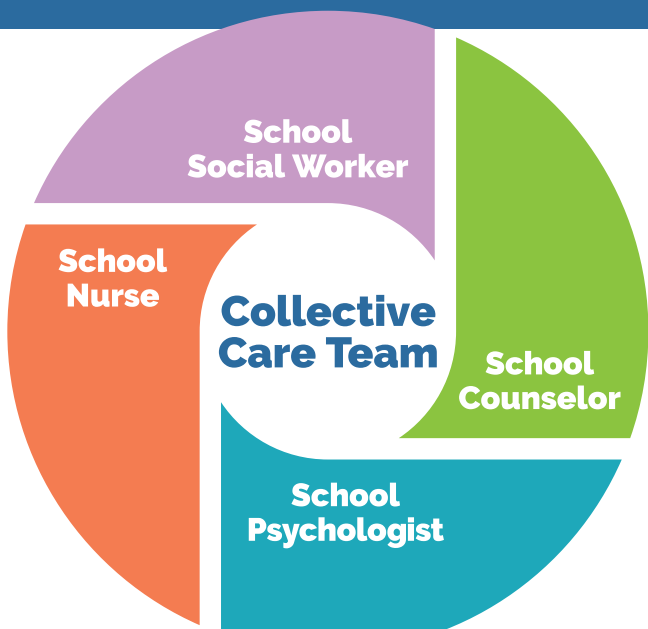 School
Social Worker
School
Nurse
Collective
Care Team
School
Counselor
School
Psychologist